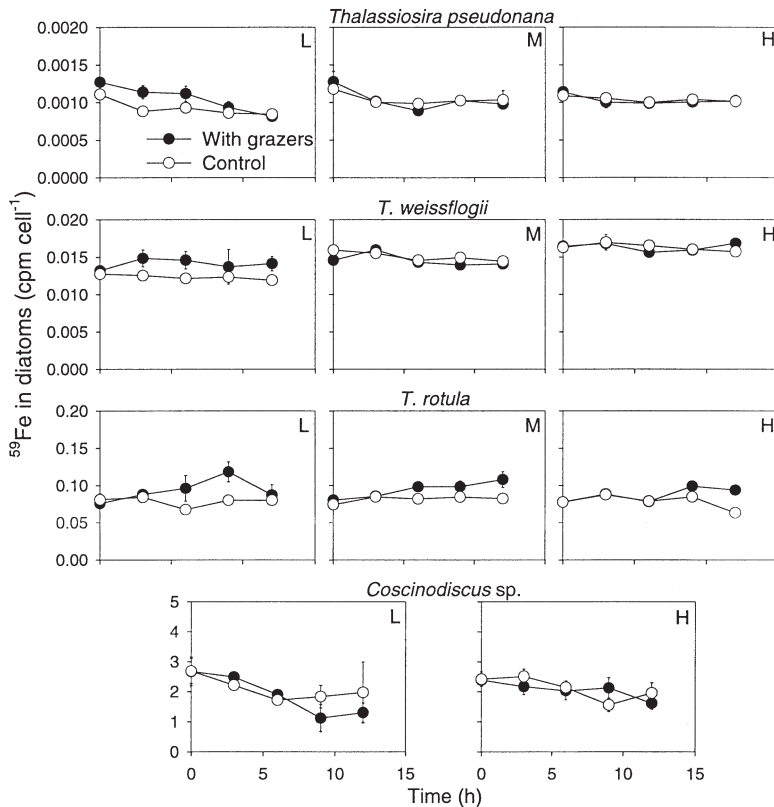 Thalassiosira pseudonana
0.0020
0.0015
0.0010
0.0005
0.0000
L
M
H
With grazers
Control
T. weissflogii
0.020
0.015
0.010
0.005
0.000
L
M
H
T. rotula
0.20
0.15
0.10
0.05
0.00
L
M
H
Coscinodiscus sp.
5
4
3
2
1
0
L
H
0 5 10 15
0 5 10 15
Time (h)
⁵⁹Fe in diatoms (cpm cell⁻¹)